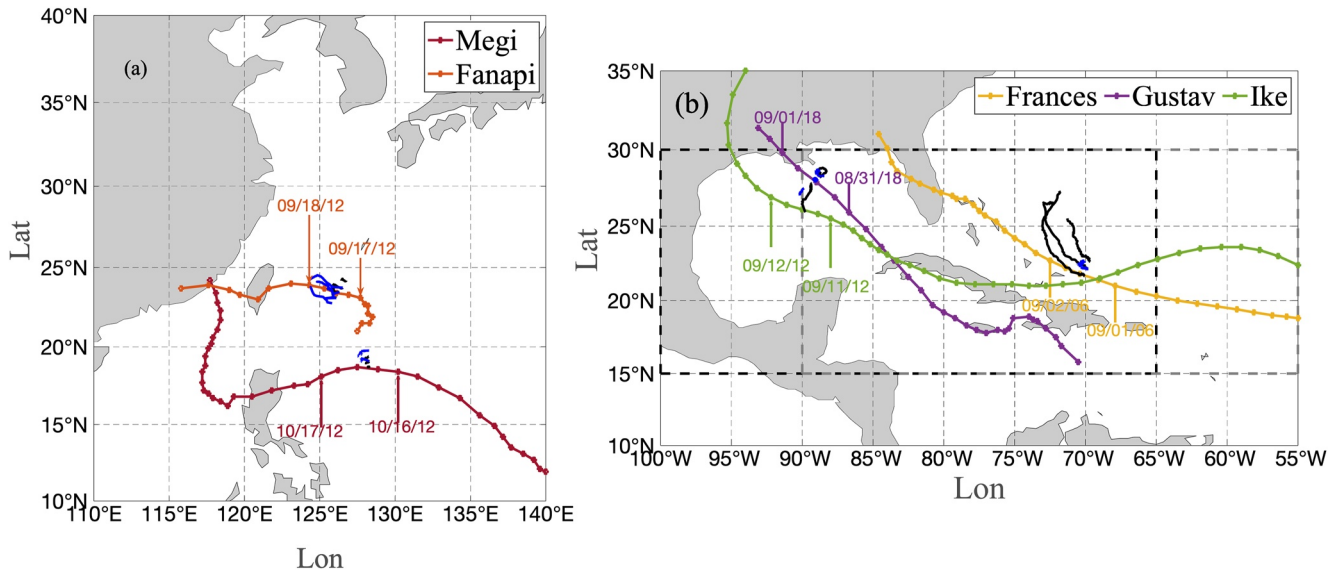 40°N
35°N
30°N
25°N
20°N
15°N
10°N
Lat
(a)
Megi
Fanapi
09/18/12
09/17/12
10/17/12
10/16/12
110°E
115°E
120°E
125°E
130°E
135°E
140°E
Lon
35°N
30°N
25°N
20°N
15°N
10°N
Lat
(b)
Frances
Gustav
Ike
09/01/18
08/31/18
09/12/12
09/11/12
09/02/06
09/01/06
100°W
95°W
90°W
85°W
80°W
75°W
70°W
65°W
60°W
55°W
Lon